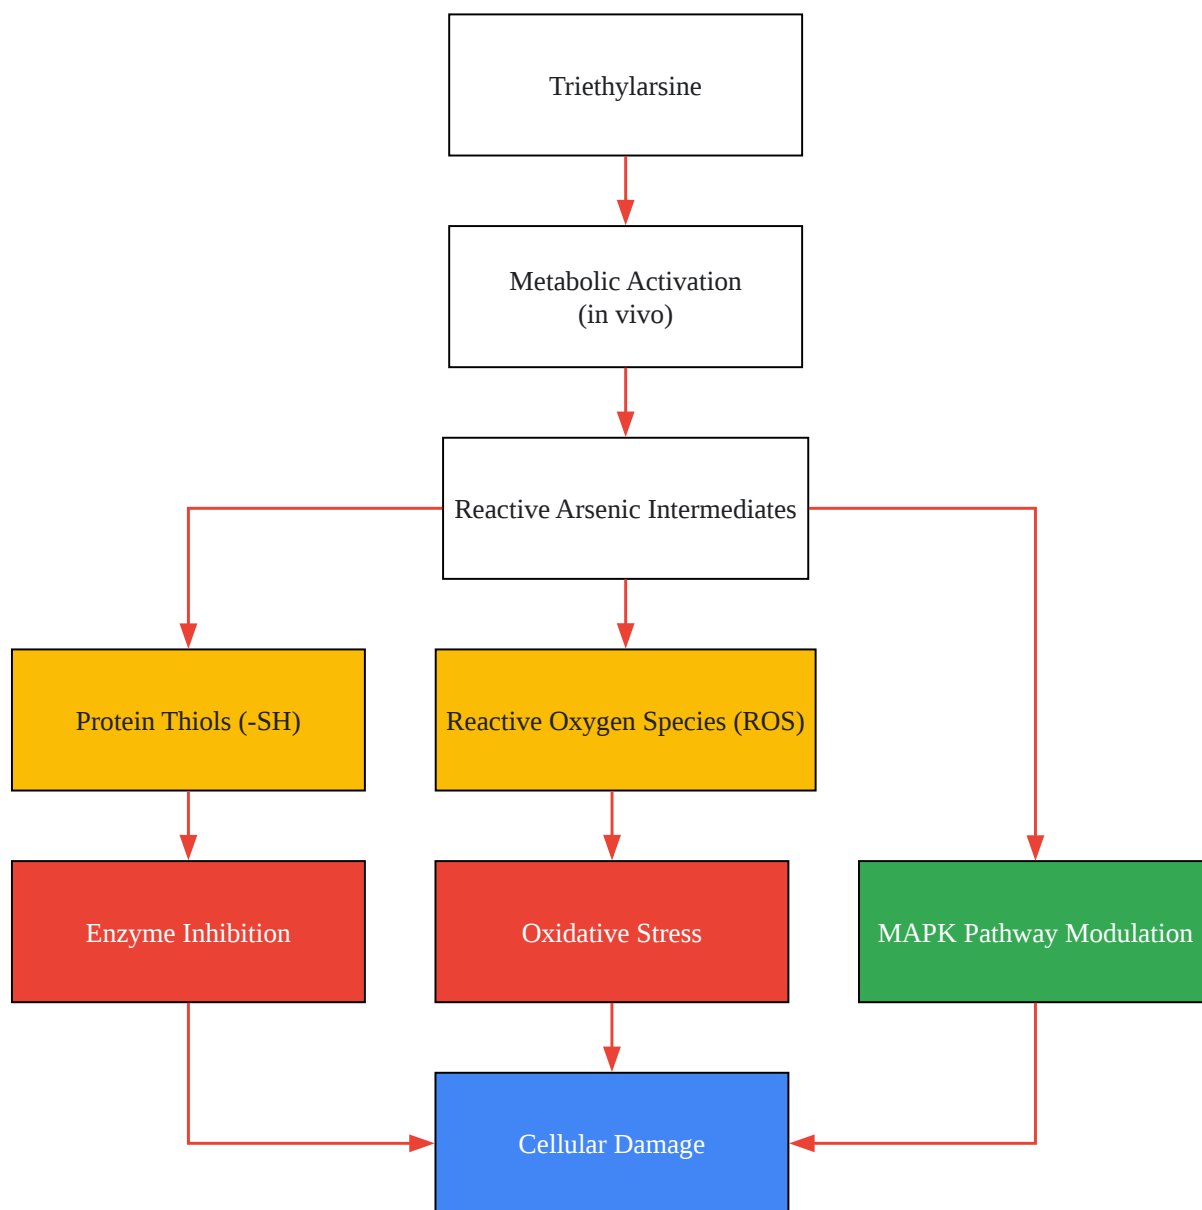 Triethylarsine
Metabolic Activation
(in vivo)
Reactive Arsenic Intermediates
Protein Thiols (-SH)
Reactive Oxygen Species (ROS)
Enzyme Inhibition
Oxidative Stress
MAPK Pathway Modulation
Cellular Damage